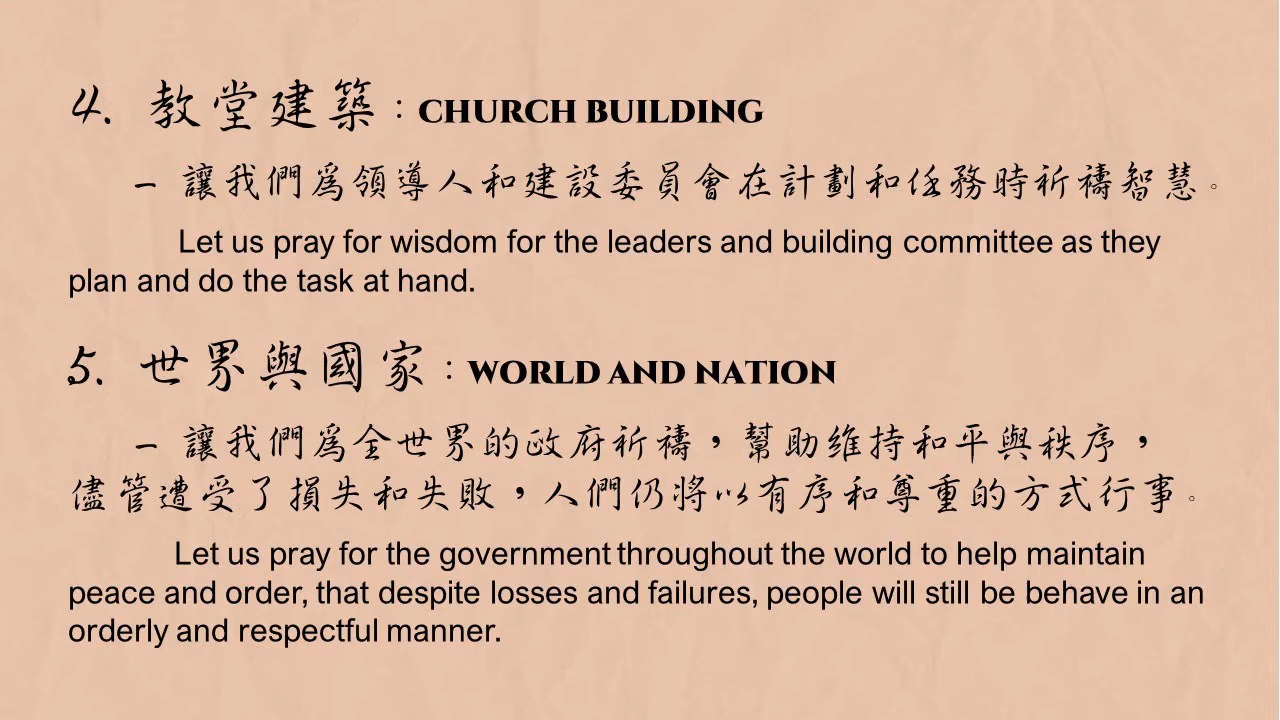 4. 教堂建築：CHURCH BUILDING
– 讓我們爲領導人和建設委員會在計劃和任務時祈禱智慧。
Let us pray for wisdom for the leaders and building committee as they
plan and do the task at hand.
5. 世界與國家：WORLD AND NATION
– 讓我們爲全世界的政府祈禱，幫助維持和平與秩序，
儘管遭受了損失和失敗，人們仍將以有序和尊重的方式行事。
Let us pray for the government throughout the world to help maintain
peace and order, that despite losses and failures, people will still be behave in an
orderly and respectful manner.